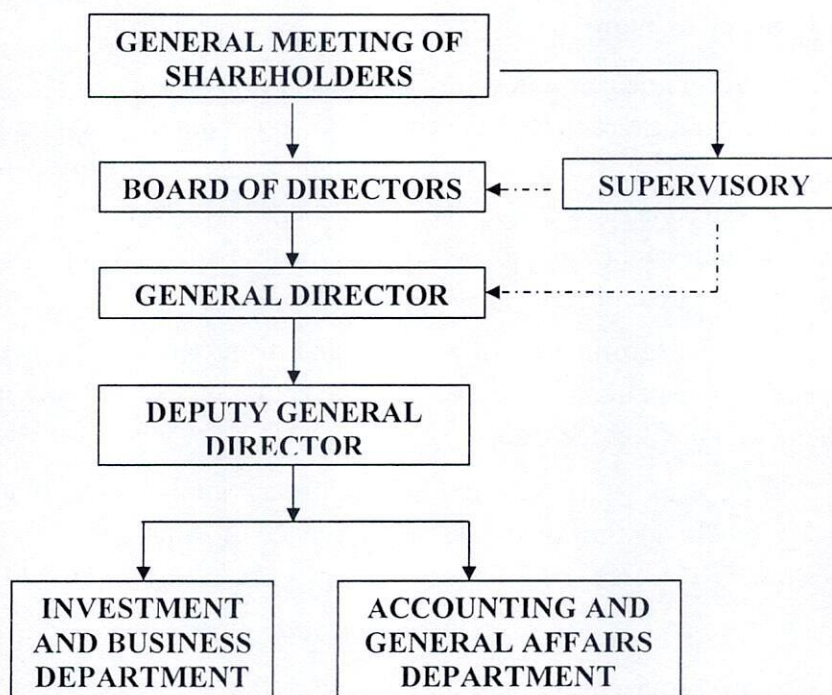 GENERAL MEETING OF
SHAREHOLDERS
BOARD OF DIRECTORS
SUPERVISORY
GENERAL DIRECTOR
DEPUTY GENERAL
DIRECTOR
INVESTMENT
AND BUSINESS
DEPARTMENT
ACCOUNTING AND
GENERAL AFFAIRS
DEPARTMENT